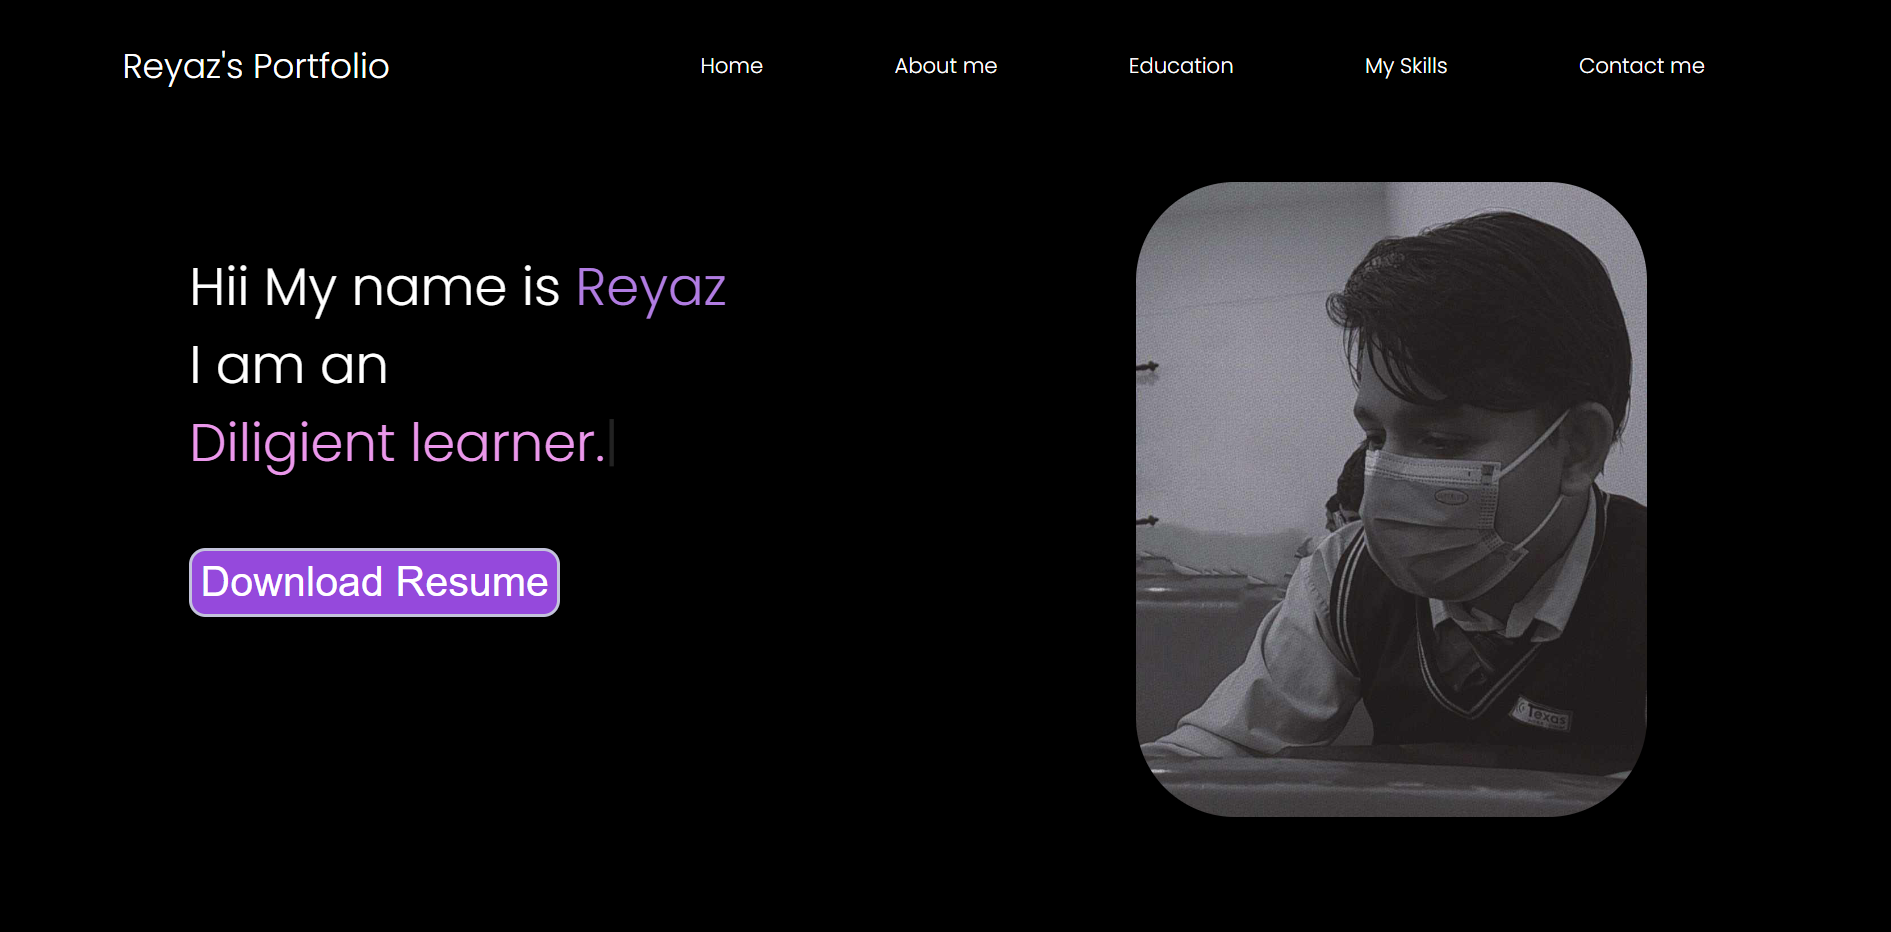 Reyaz's Portfolio
Home
About me
Education
My Skills
Contact me
Hii My name is Reyaz
I am an
Diligient learner.
Download Resume
Texas